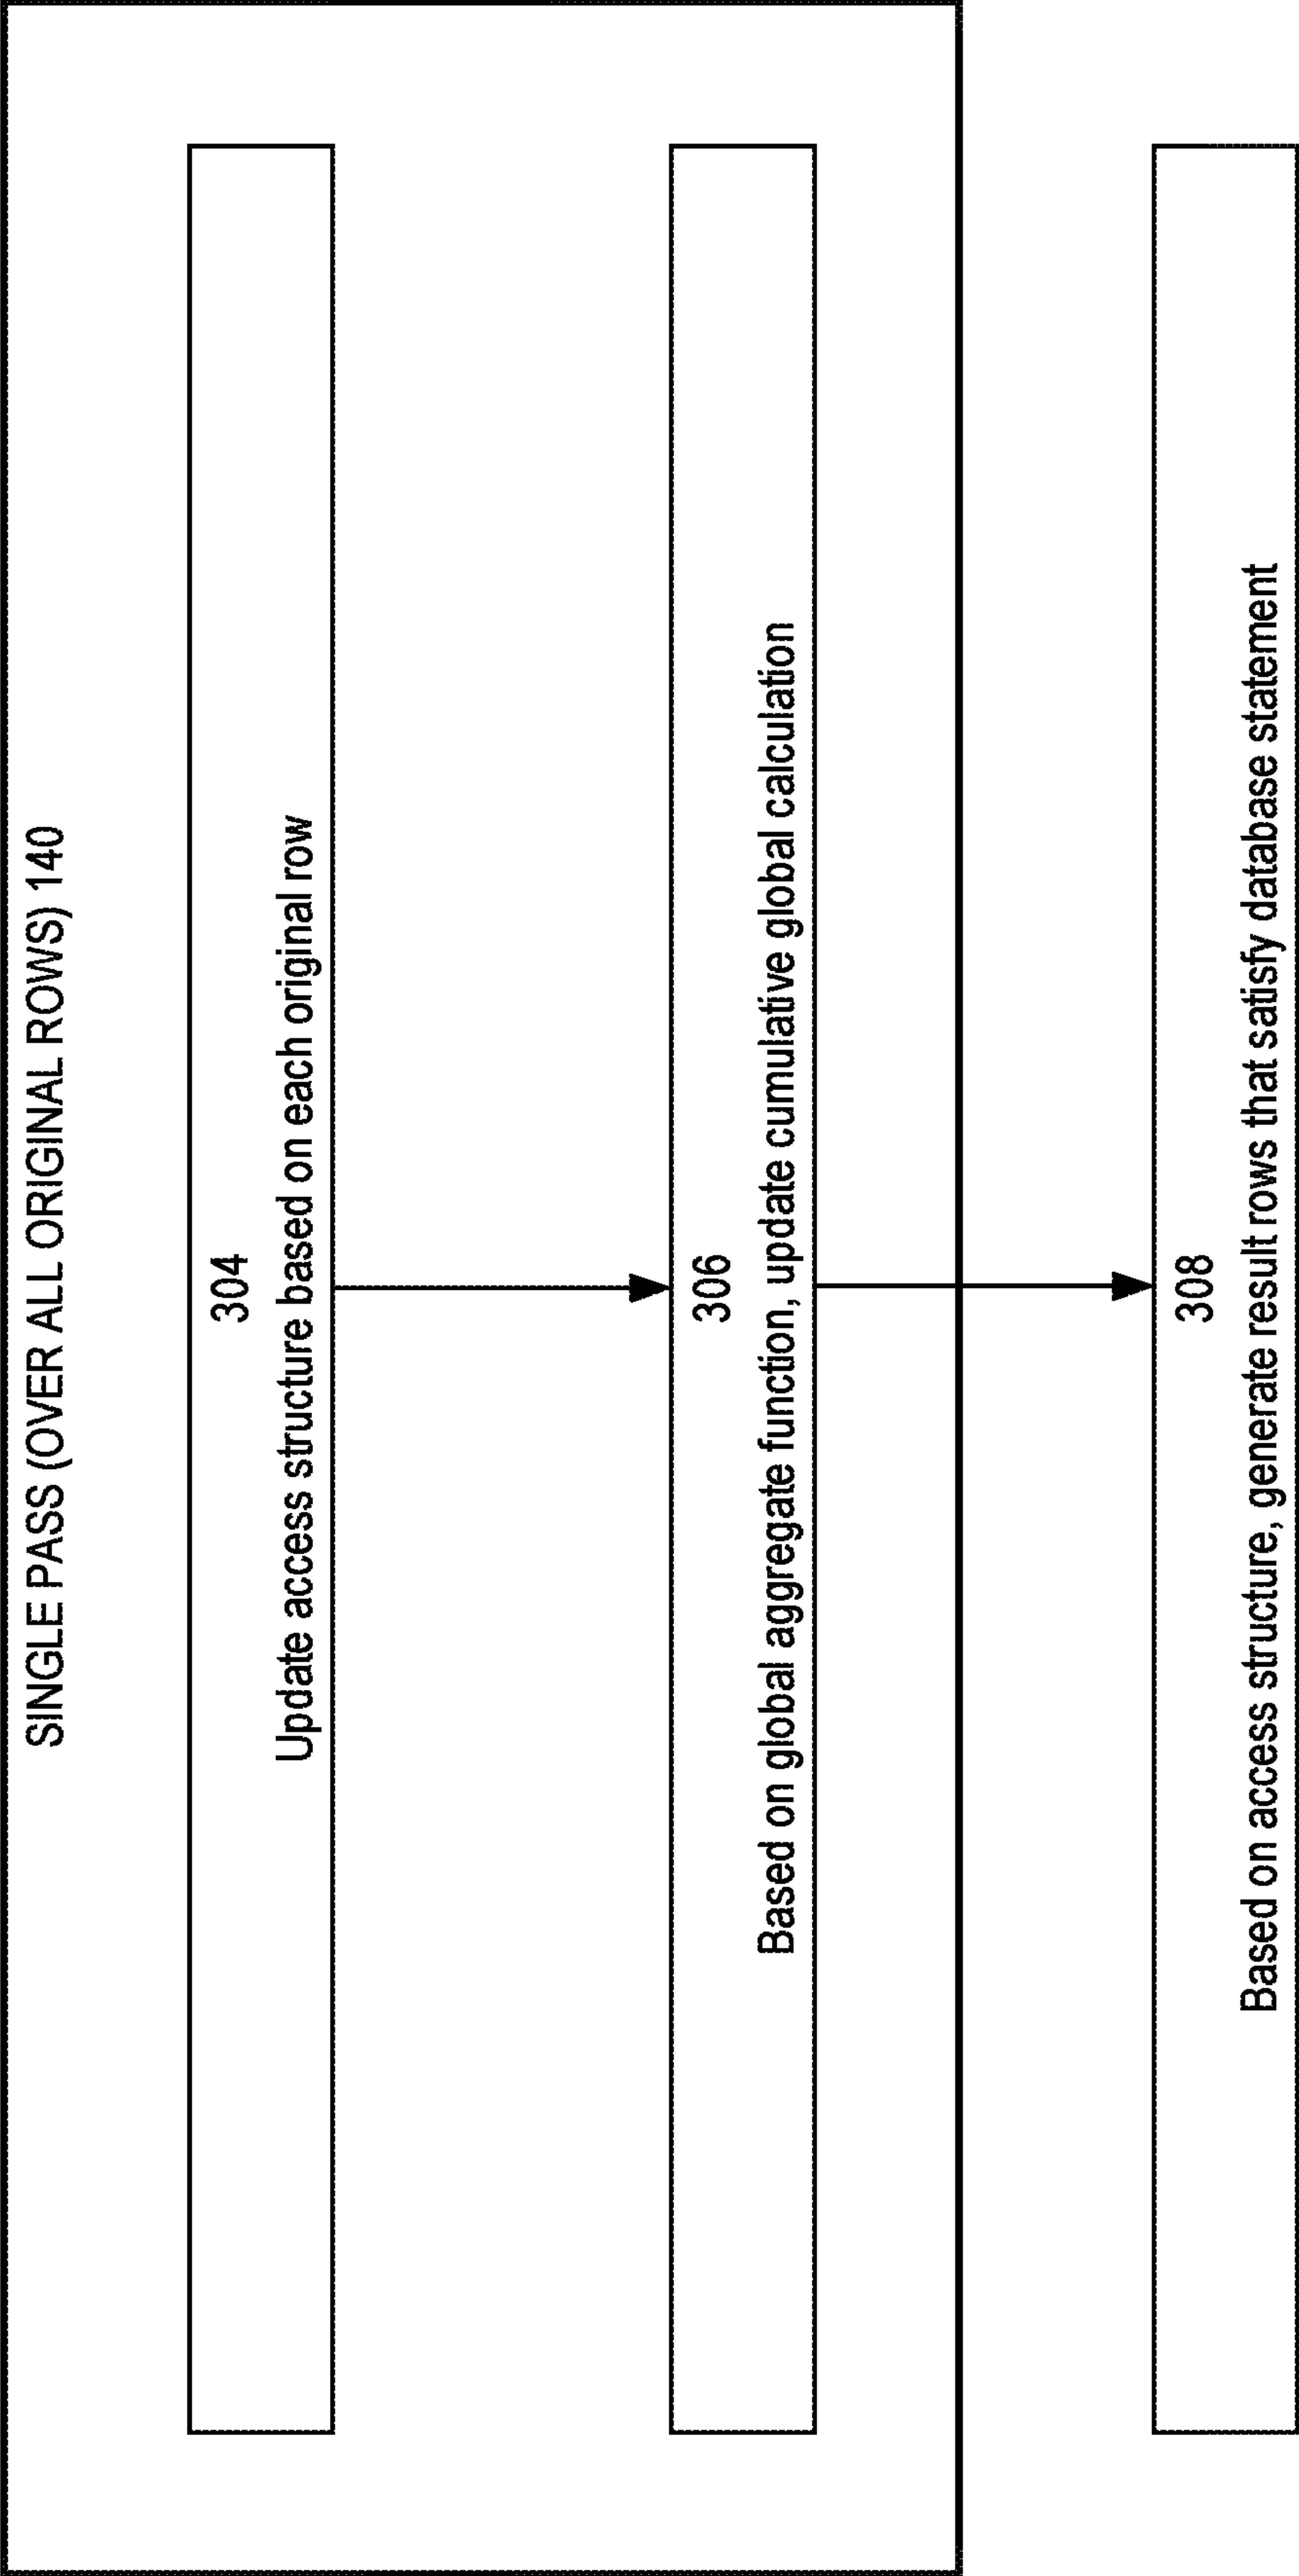 SINGLE PASS (OVER ALL ORIGINAL ROWS) 140
304
Update access structure based on each original row
306
Based on global aggregate function, update cumulative global calculation
308
Based on access structure, generate result rows that satisfy database statement